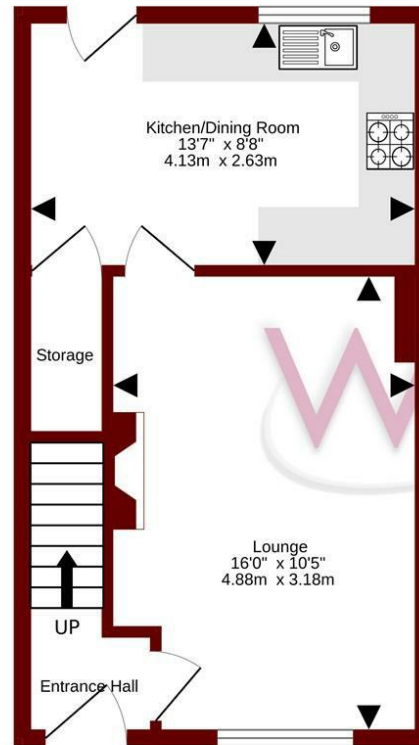 Kitchen/Dining Room
13'7" x 8'8"
4.13m x 2.63m
Storage
W
Lounge
16'0" x 10'5"
4.88m x 3.18m
UP
Entrance Hall